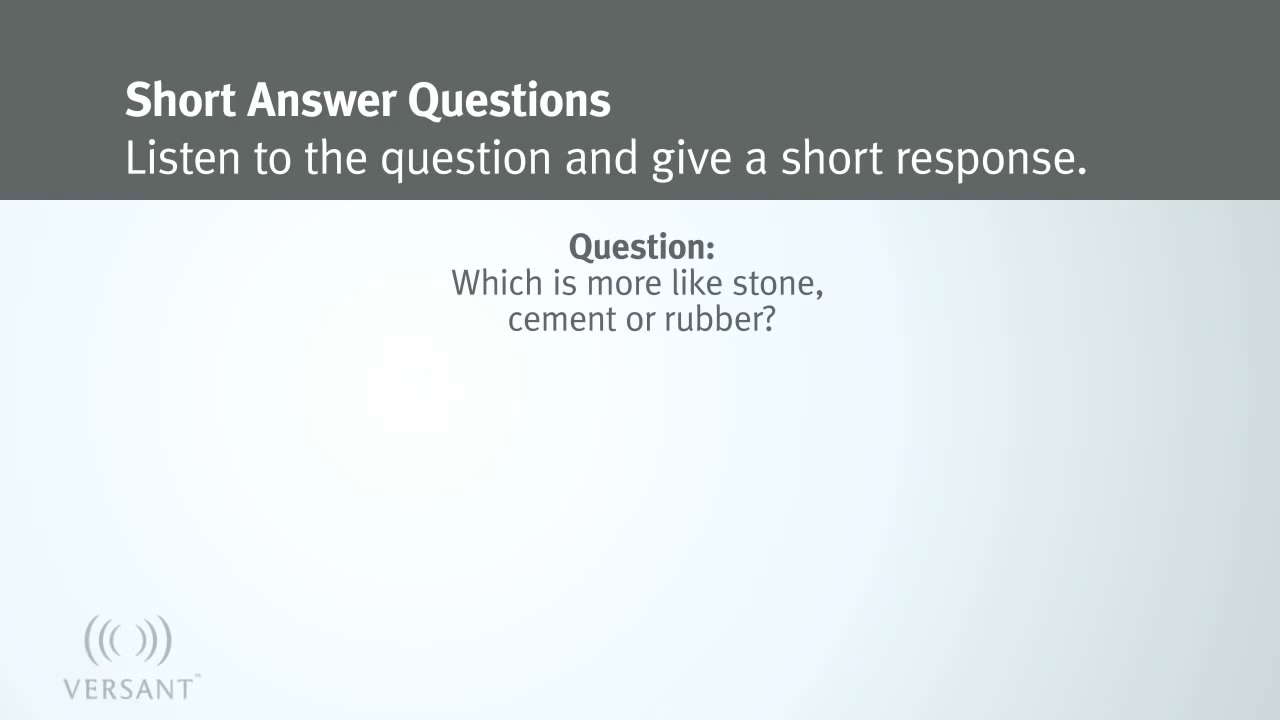 Short Answer Questions
Listen to the question and give a short response.
Question:
Which is more like stone,
cement or rubber?
VERSANT™